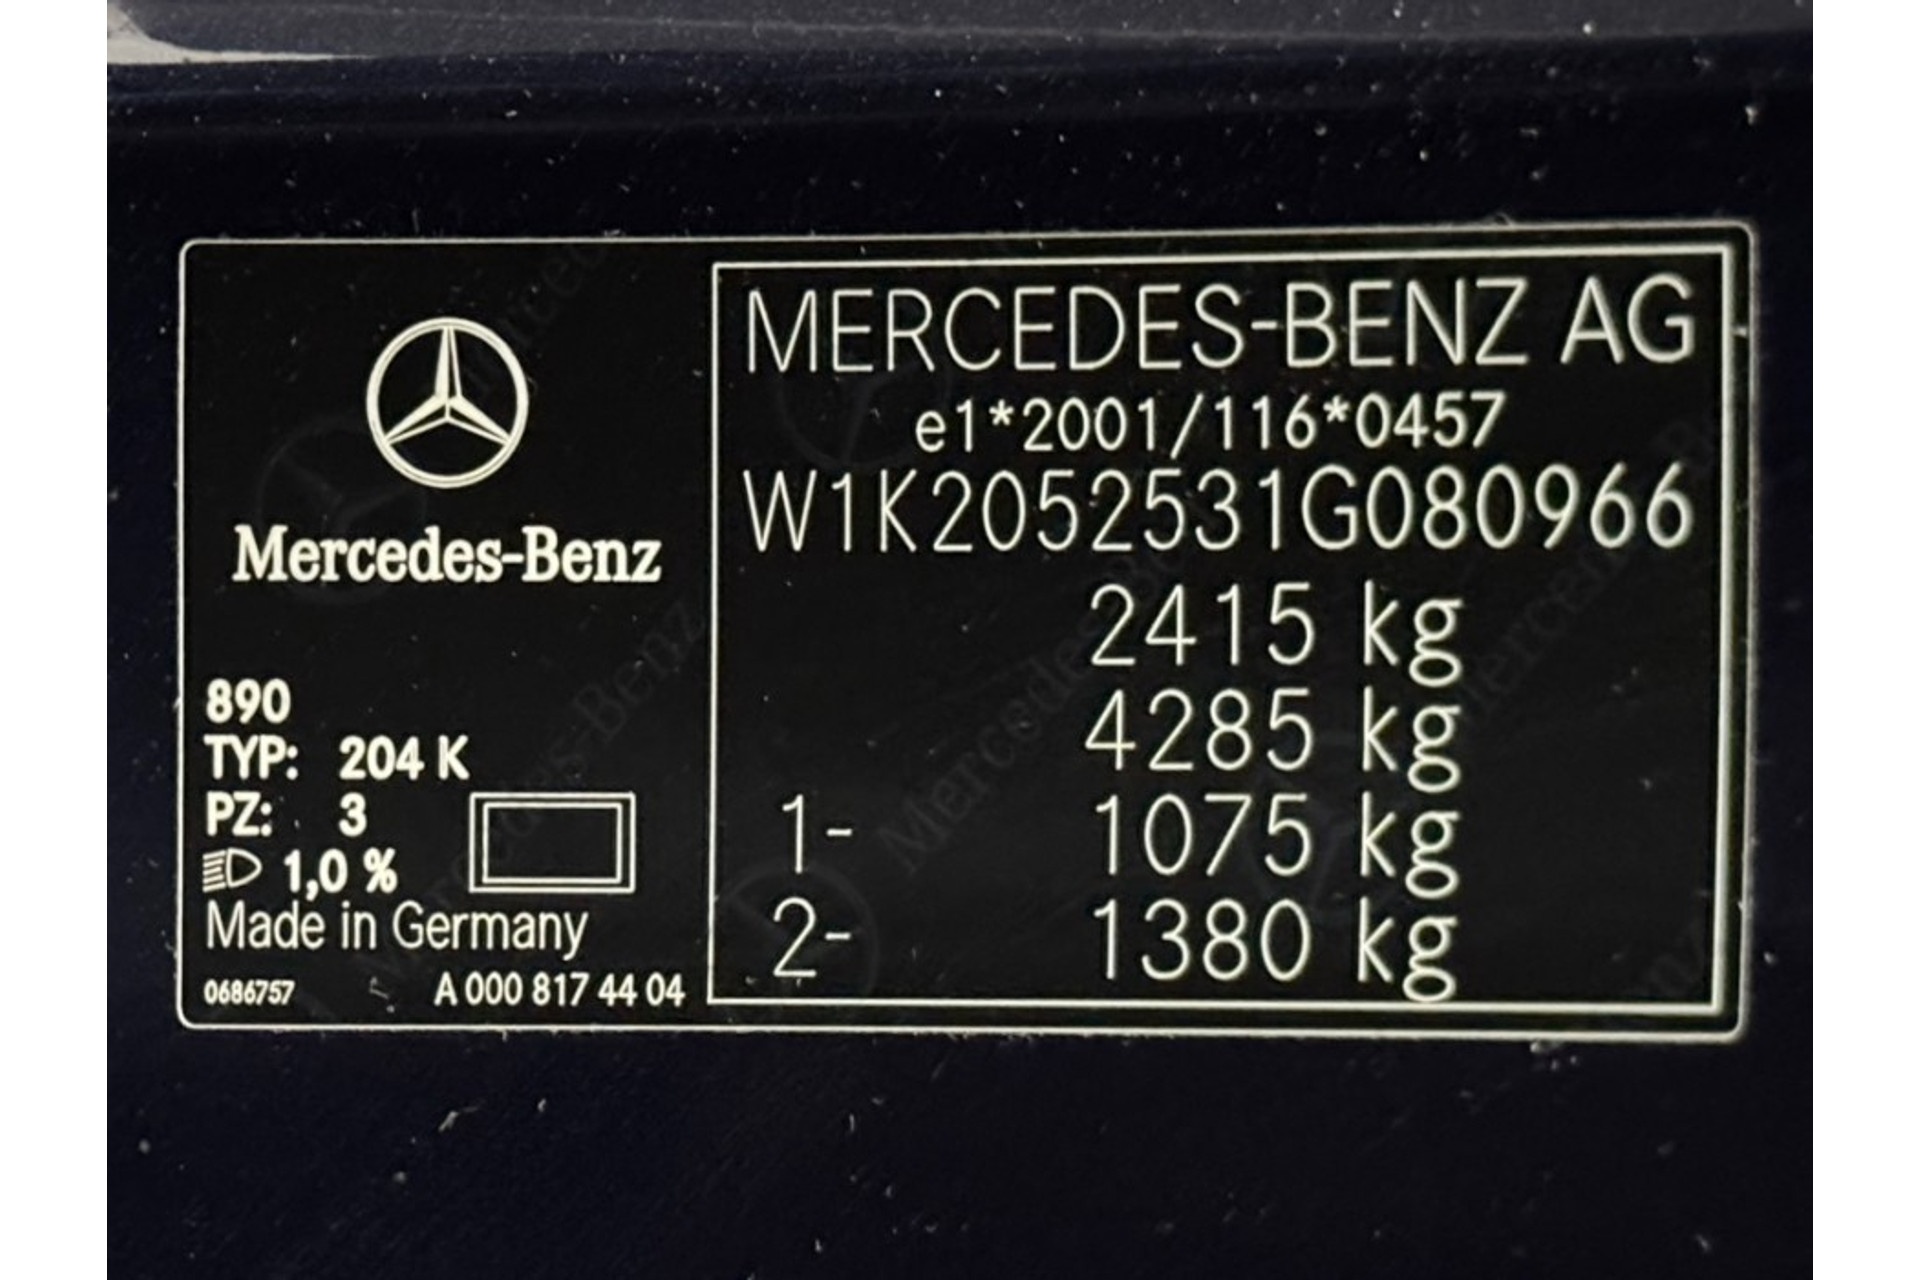 Mercedes-Benz
890
TYP: 204 K
PZ: 3
1,0 %
Made in Germany
0686757 A 000 817 44 04
MERCEDES-BENZ AG
e1*2001/116*0457
W1K2052531G080966
2415 kg
4285 kg
1- 1075 kg
2- 1380 kg